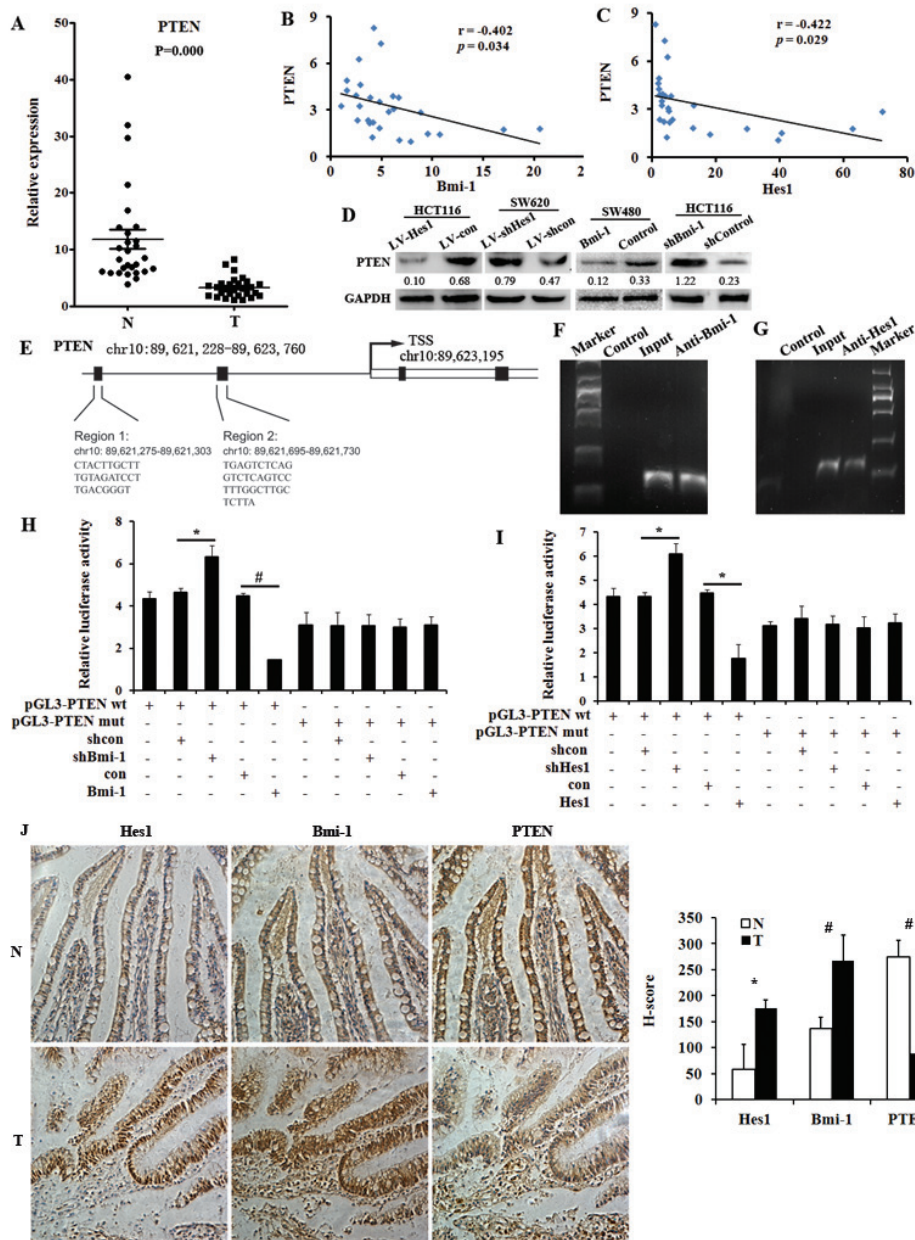 A
PTEN
P=0.000
50
40
30
20
10
0
Relative expression
N
T
B
r = -0.402
p = 0.034
9
6
3
0
PTEN
0
5
10
15
20
2
Bmi-1
C
r = -0.422
p = 0.029
9
6
3
0
PTEN
0
20
40
60
80
Hes1
D
HCT116
SW620
SW480
HCT116
LV-Hes1
LV-con
LV-shHes1
LV-shcon
Bmi-1
Control
shBmi-1
shControl
PTEN
0.10 0.68 0.79 0.47 0.12 0.33 1.22 0.23
GAPDH
E
PTEN
chr10:89,621,228-89,623,760
TSS
chr10:89,623,195
Region 1:
chr10: 89,621,275-89,621,303
CTACTTGCTT
TGTAGATCCT
TGACGGGT
Region 2:
chr10: 89,621,695-89,621,730
TGAGTCTCAG
GTCTCAGTCC
TTTGGCTTGC
TCTTA
F
Marker
Control
Input
Anti-Bmi-1
G
Control
Input
Anti-Hes1
Marker
H
8
6
4
2
0
Relative luciferase activity
*
#
pGL3-PTEN wt + + + + + - - - - -
pGL3-PTEN mut - - - - - + + + + +
shcon - + - - - - + - - -
shBmi-1 - - + - - - - + - -
con - - - + - - - - + -
Bmi-1 - - - - + - - - - +
I
7
6
5
4
3
2
1
0
Relative luciferase activity
*
*
pGL3-PTEN wt + + + + + - - - - -
pGL3-PTEN mut - - - - - + + + + +
shcon - + - - - - + - - -
shHes1 - - + - - - - + - -
con - - - + - - - - + -
Hes1 - - - - + - - - - +
J
Hes1
Bmi-1
PTEN
N
T
350
300
250
200
150
100
50
0
H-score
N
T
*
#
#
Hes1
Bmi-1
PTE